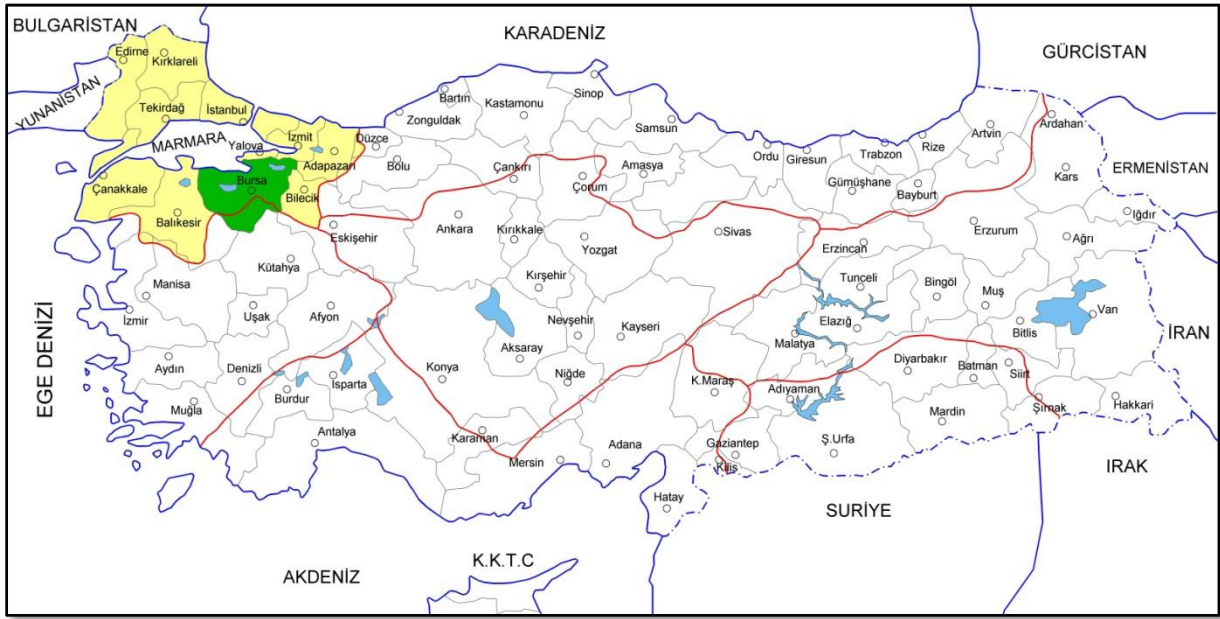 BULGARİSTAN
KARADENİZ
GÜRCİSTAN
YUNANİSTAN
Edirne
Kırklareli
Tekirdağ
İstanbul
MARMARA
Yalova
İzmit
Adapazarı
Düzce
Bolu
Zonguldak
Bartın
Kastamonu
Sinop
Samsun
Çankırı
Çorum
Amasya
Ordu
Giresun
Trabzon
Rize
Artvin
Ardahan
Gümüşhane
Bayburt
Kars
ERMENİSTAN
Iğdır
Çanakkale
Balıkesir
Bursa
Bilecik
Eskişehir
Ankara
Kırıkkale
Yozgat
Sivas
Erzincan
Erzurum
Ağrı
Kütahya
Kırşehir
Tunceli
Bingöl
Muş
Manisa
İzmir
Uşak
Afyon
Nevşehir
Kayseri
Aksaray
Malatya
Elazığ
Bitlis
Van
İRAN
EGE DENİZİ
Aydın
Denizli
Muğla
Burdur
Isparta
Konya
Niğde
K.Maraş
Adıyaman
Diyarbakır
Batman
Siirt
Şırnak
Hakkari
Mardin
Antalya
Karaman
Mersin
Adana
Gaziantep
Kilis
Ş.Urfa
Hatay
IRAK
SURİYE
AKDENİZ
K.K.T.C